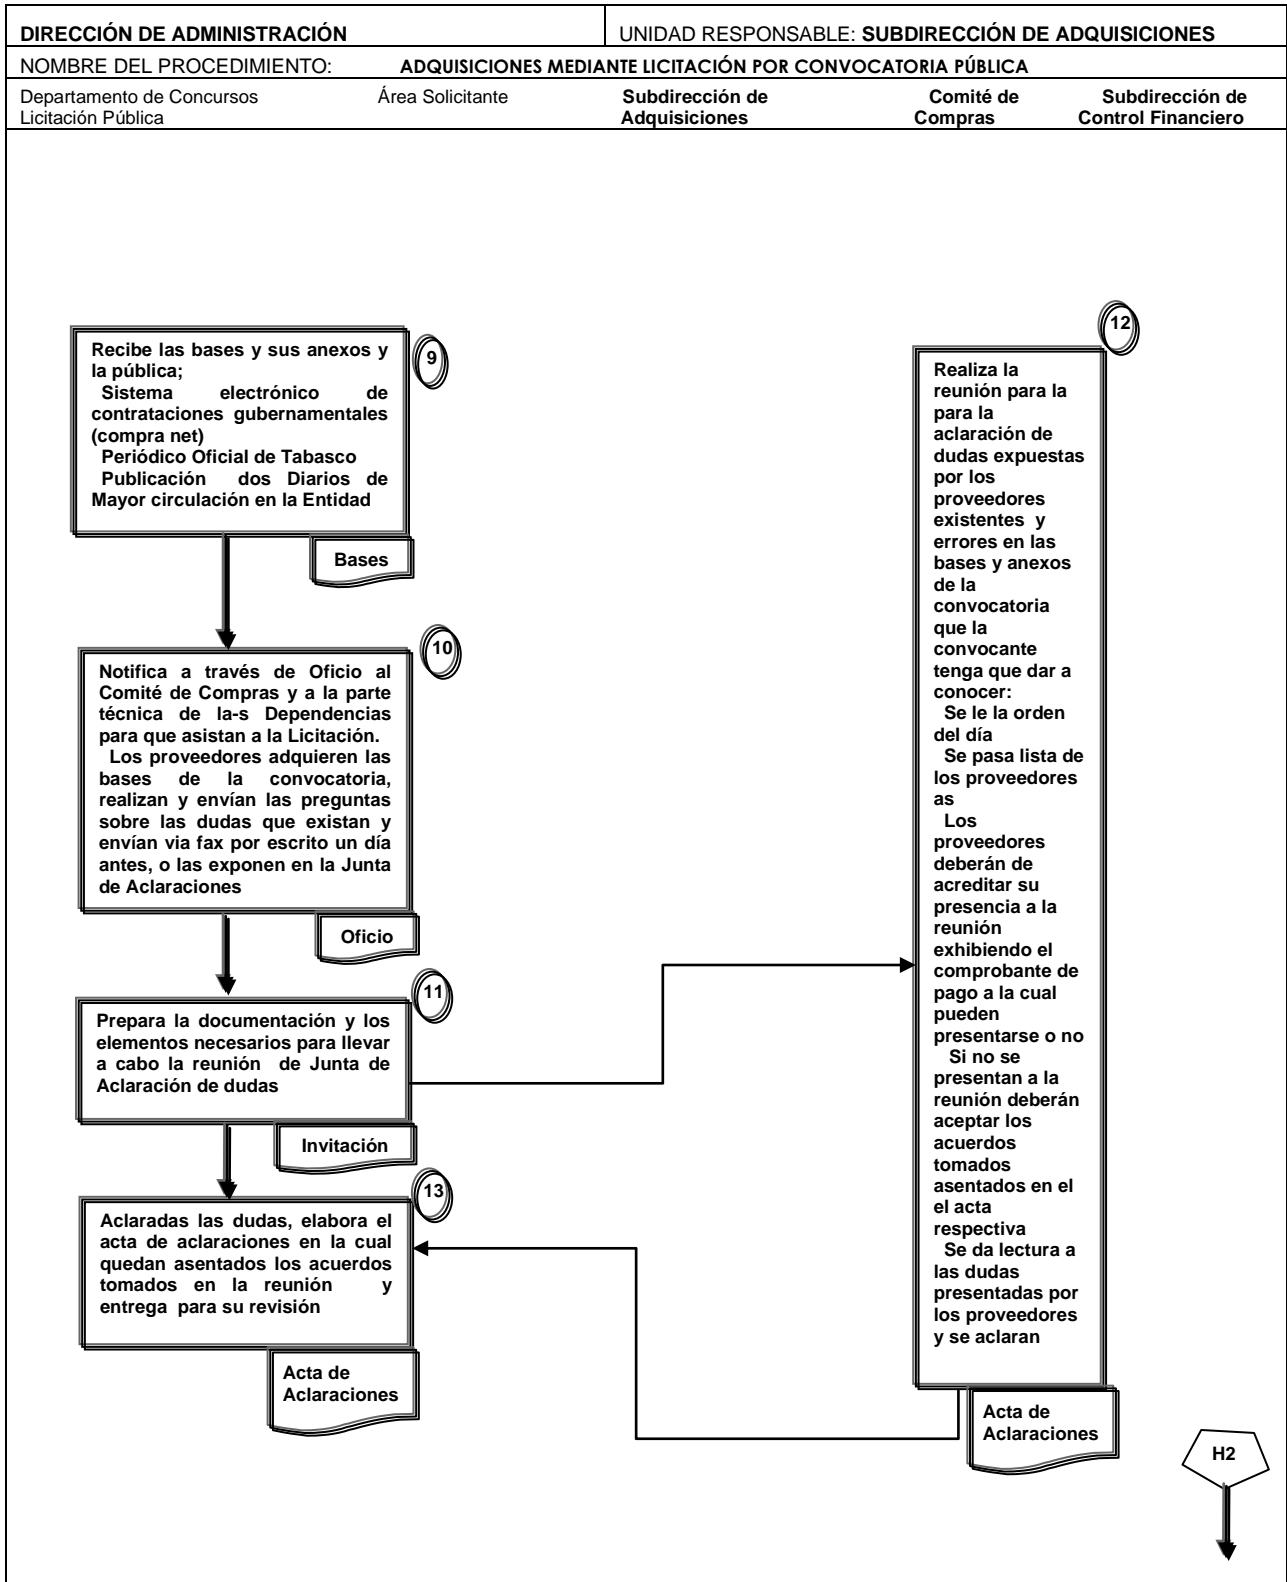 DIRECCIÓN DE ADMINISTRACIÓN
UNIDAD RESPONSABLE: SUBDIRECCIÓN DE ADQUISICIONES
NOMBRE DEL PROCEDIMIENTO: ADQUISICIONES MEDIANTE LICITACIÓN POR CONVOCATORIA PÚBLICA
Departamento de Concursos
Licitación Pública
Área Solicitante
Subdirección de
Adquisiciones
Comité de
Compras
Subdirección de
Control Financiero
9
Recibe las bases y sus anexos y
la pública;
Sistema electrónico de
contrataciones gubernamentales
(compra net)
Periódico Oficial de Tabasco
Publicación dos Diarios de
Mayor circulación en la Entidad
Bases
10
Notifica a través de Oficio al
Comité de Compras y a la parte
técnica de la-s Dependencias
para que asistan a la Licitación.
Los proveedores adquieren las
bases de la convocatoria,
realizan y envían las preguntas
sobre las dudas que existan y
envían via fax por escrito un día
antes, o las exponen en la Junta
de Aclaraciones
Oficio
11
Prepara la documentación y los
elementos necesarios para llevar
a cabo la reunión de Junta de
Aclaración de dudas
Invitación
12
Realiza la
reunión para la
para la
aclaración de
dudas expuestas
por los
proveedores
existentes y
errores en las
bases y anexos
de la
convocatoria
que la
convocante
tenga que dar a
conocer:
Se le la orden
del día
Se pasa lista de
los proveedores
as
Los
proveedores
deberán de
acreditar su
presencia a la
reunión
exhibiendo el
comprobante de
pago a la cual
pueden
presentarse o no
Si no se
presentan a la
reunión deberán
aceptar los
acuerdos
tomados
asentados en el
el acta
respectiva
Se da lectura a
las dudas
presentadas por
los proveedores
y se aclaran
Acta de
Aclaraciones
13
Aclaradas las dudas, elabora el
acta de aclaraciones en la cual
quedan asentados los acuerdos
tomados en la reunión y
entrega para su revisión
Acta de
Aclaraciones
H2